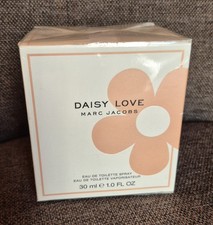 DAISY LOVE
MARC JACOBS
EAU DE TOILETTE SPRAY
EAU DE TOILETTE VAPORISATEUR
30 ml ℮ 1.0 FL OZ